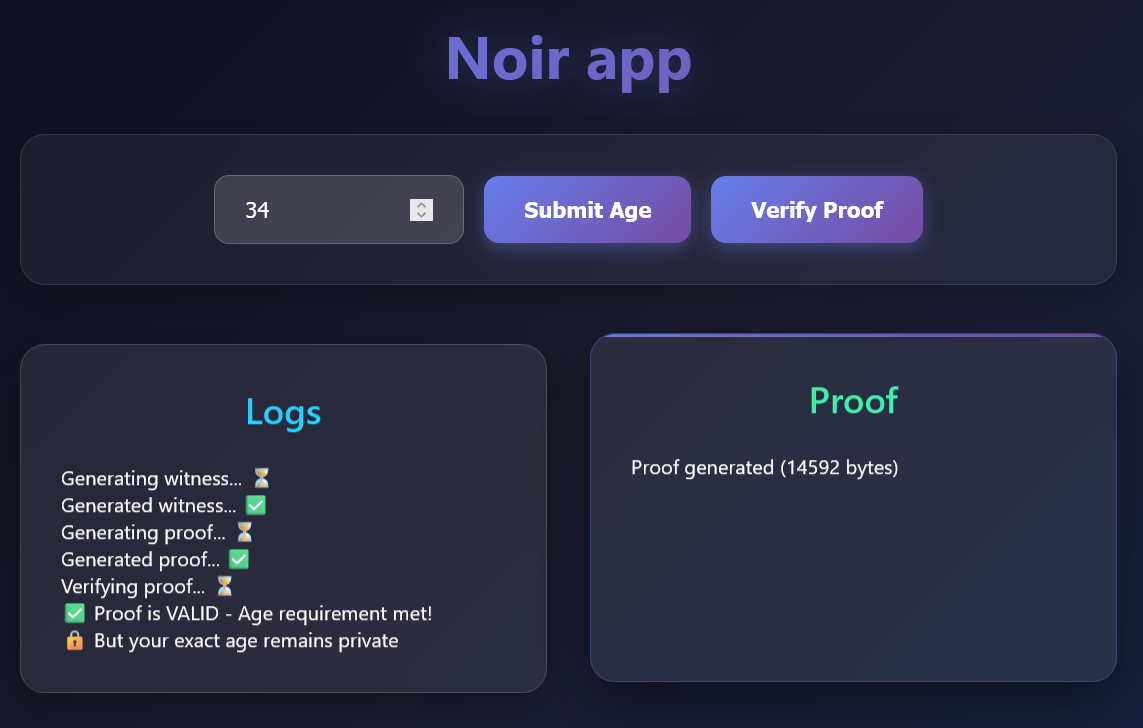 Noir app
34
Submit Age
Verify Proof
Logs
Generating witness... ⏳
Generated witness... ✅
Generating proof... ⏳
Generated proof... ✅
Verifying proof... ⏳
✅ Proof is VALID - Age requirement met!
🔒 But your exact age remains private
Proof
Proof generated (14592 bytes)